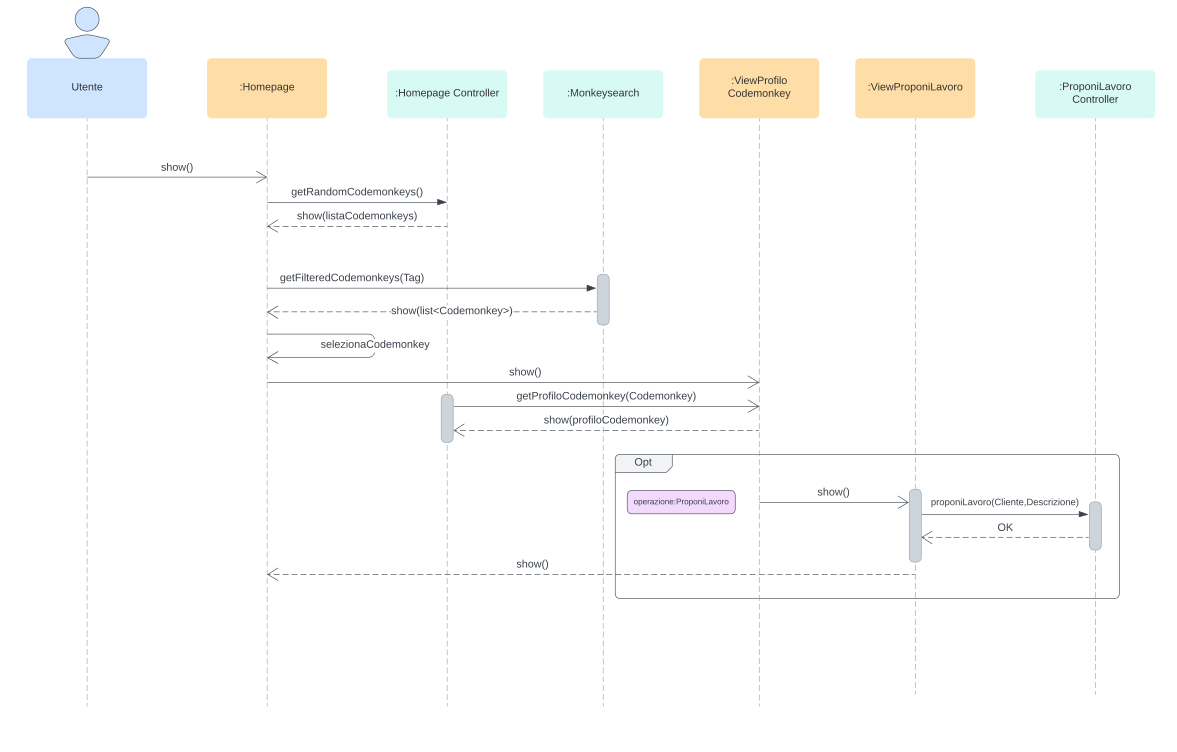 Utente
:Homepage
:Homepage Controller
:Monkeysearch
:ViewProfilo
Codemonkey
:ViewProponiLavoro
:ProponiLavoro
Controller
show()
getRandomCodemonkeys()
show(listaCodemonkeys)
getFilteredCodemonkeys(Tag)
show(list<Codemonkey>)
selezionaCodemonkey
show()
getProfiloCodemonkey(Codemonkey)
show(profiloCodemonkey)
Opt
operazione:ProponiLavoro
show()
proponiLavoro(Cliente,Descrizione)
OK
show()